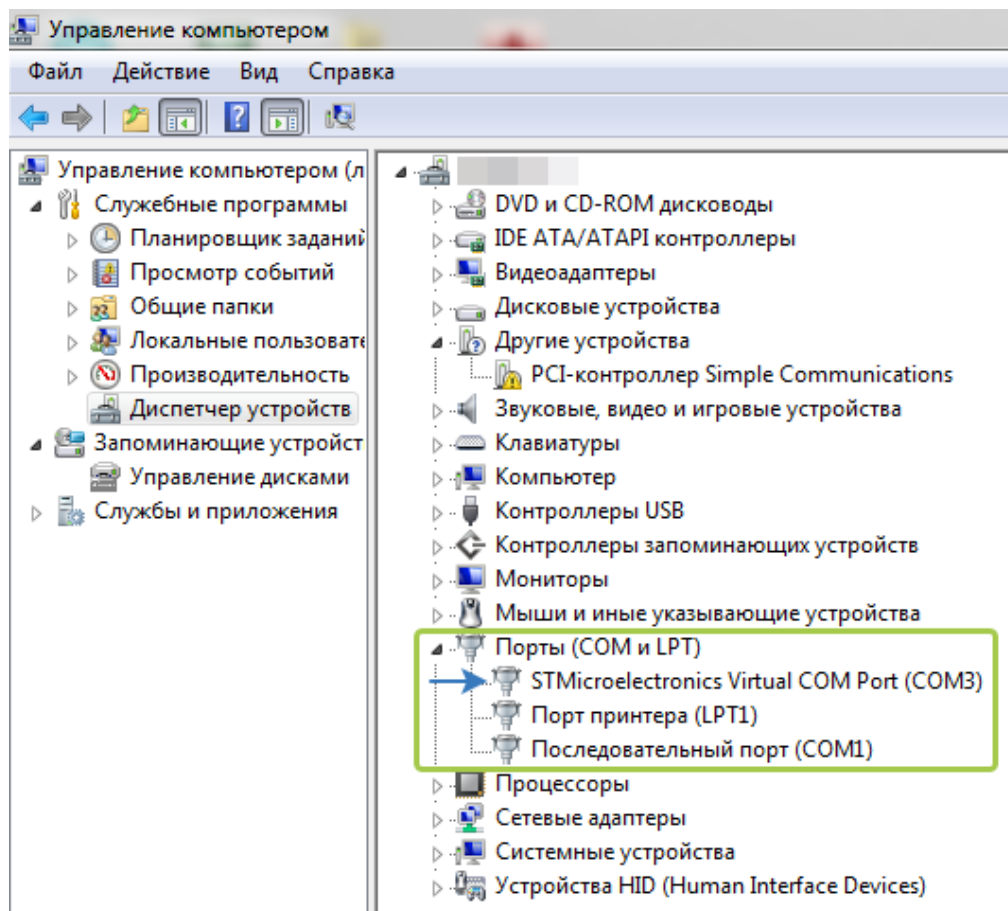 Управление компьютером
Файл Действие Вид Справка
Управление компьютером (л
Служебные программы
Планировщик заданий
Просмотр событий
Общие папки
Локальные пользовате
Производительность
Диспетчер устройств
Запоминающие устройст
Управление дисками
Службы и приложения
DVD и CD-ROM дисководы
IDE ATA/ATAPI контроллеры
Видеоадаптеры
Дисковые устройства
Другие устройства
PCI-контроллер Simple Communications
Звуковые, видео и игровые устройства
Клавиатуры
Компьютер
Контроллеры USB
Контроллеры запоминающих устройств
Мониторы
Мыши и иные указывающие устройства
Порты (COM и LPT)
STMicroelectronics Virtual COM Port (COM3)
Порт принтера (LPT1)
Последовательный порт (COM1)
Процессоры
Сетевые адаптеры
Системные устройства
Устройства HID (Human Interface Devices)